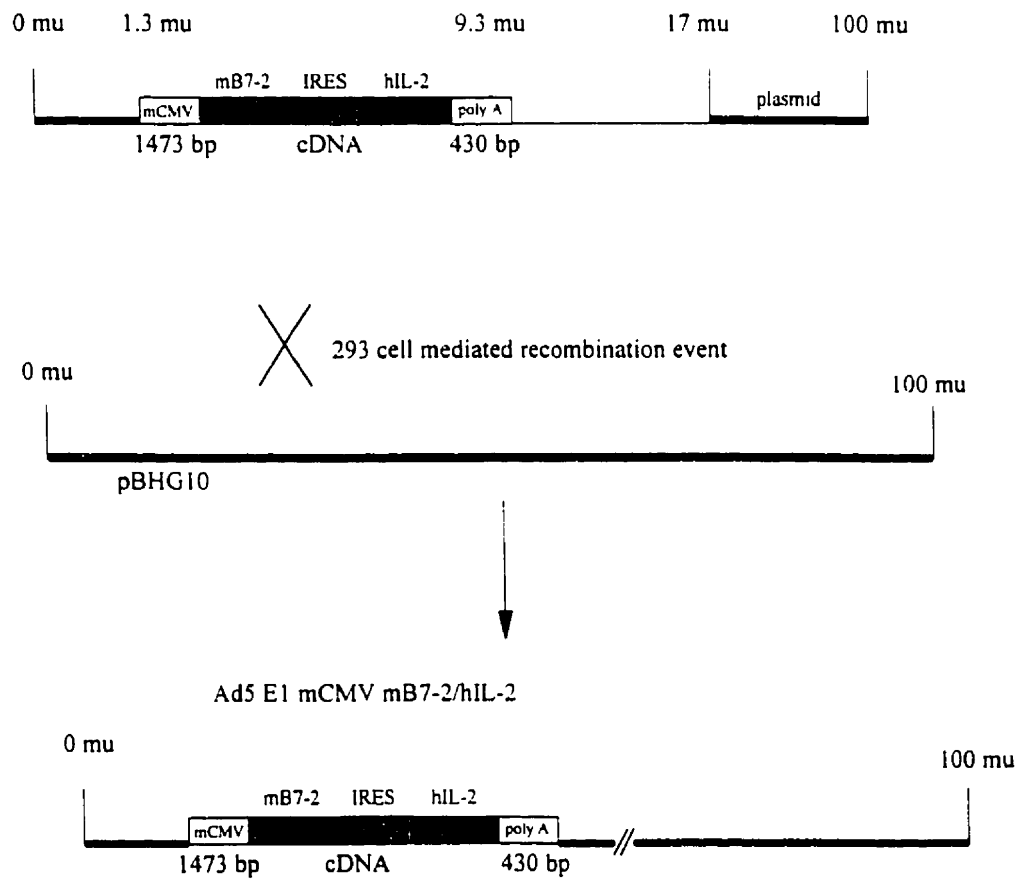 0 mu 1.3 mu 9.3 mu 17 mu 100 mu
mB7-2 IRES hIL-2
mCMV poly A plasmid
1473 bp cDNA 430 bp
293 cell mediated recombination event
0 mu 100 mu
pBHG10
Ad5 E1 mCMV mB7-2/hIL-2
0 mu 100 mu
mB7-2 IRES hIL-2
mCMV poly A
1473 bp cDNA 430 bp